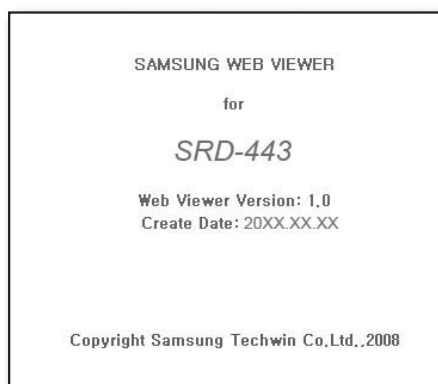 SAMSUNG WEB VIEWER
for
SRD-443
Web Viewer Version: 1.0
Create Date: 20XX.XX.XX
Copyright Samsung Techwin Co,Ltd.,2008